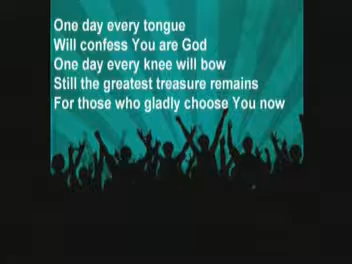 One day every tongue
Will confess You are God
One day every knee will bow
Still the greatest treasure remains
For those who gladly choose You now